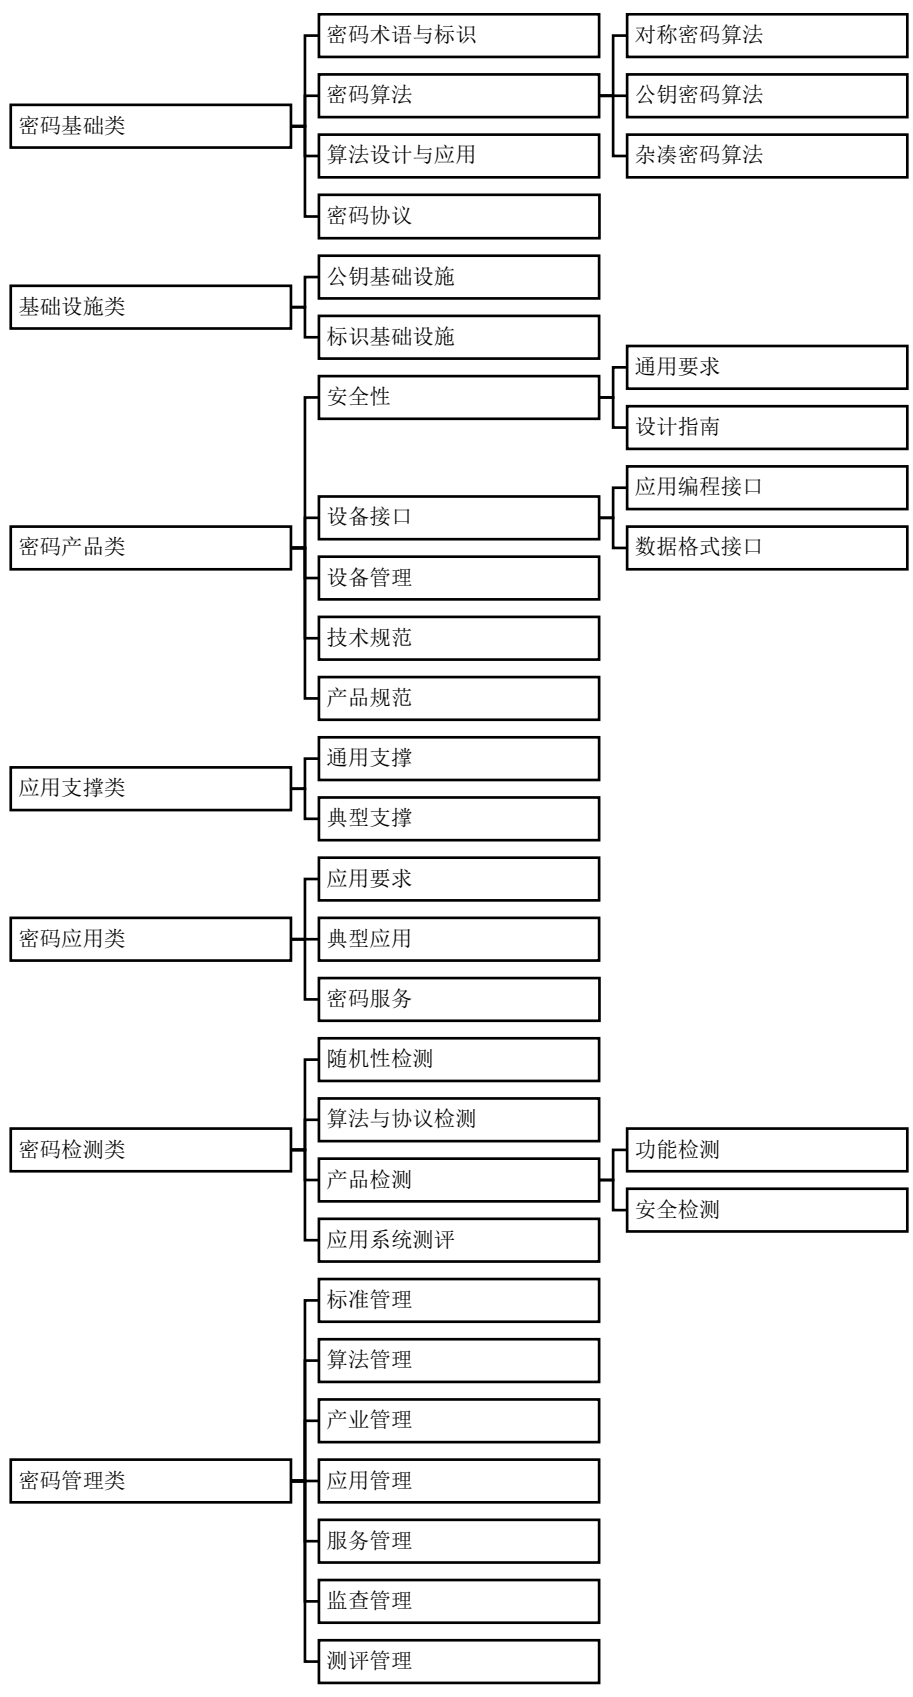 密码基础类
密码术语与标识
密码算法
对称密码算法
公钥密码算法
杂凑密码算法
算法设计与应用
密码协议
基础设施类
公钥基础设施
标识基础设施
密码产品类
安全性
通用要求
设计指南
设备接口
应用编程接口
数据格式接口
设备管理
技术规范
产品规范
应用支撑类
通用支撑
典型支撑
密码应用类
应用要求
典型应用
密码服务
密码检测类
随机性检测
算法与协议检测
产品检测
功能检测
安全检测
应用系统测评
密码管理类
标准管理
算法管理
产业管理
应用管理
服务管理
监查管理
测评管理